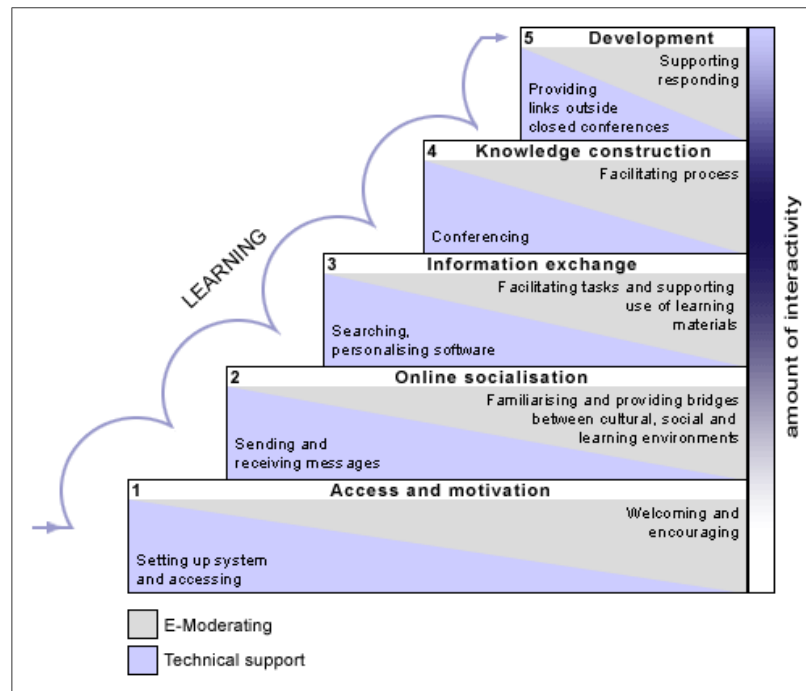 5 Development
Supporting
responding
Providing
links outside
closed conferences
4 Knowledge construction
Facilitating process
Conferencing
3 Information exchange
Facilitating tasks and supporting
use of learning
materials
Searching,
personalising software
2 Online socialisation
Familiarising and providing bridges
between cultural, social and
learning environments
Sending and
receiving messages
1 Access and motivation
Welcoming and
encouraging
Setting up system
and accessing
LEARNING
amount of interactivity
E-Moderating
Technical support